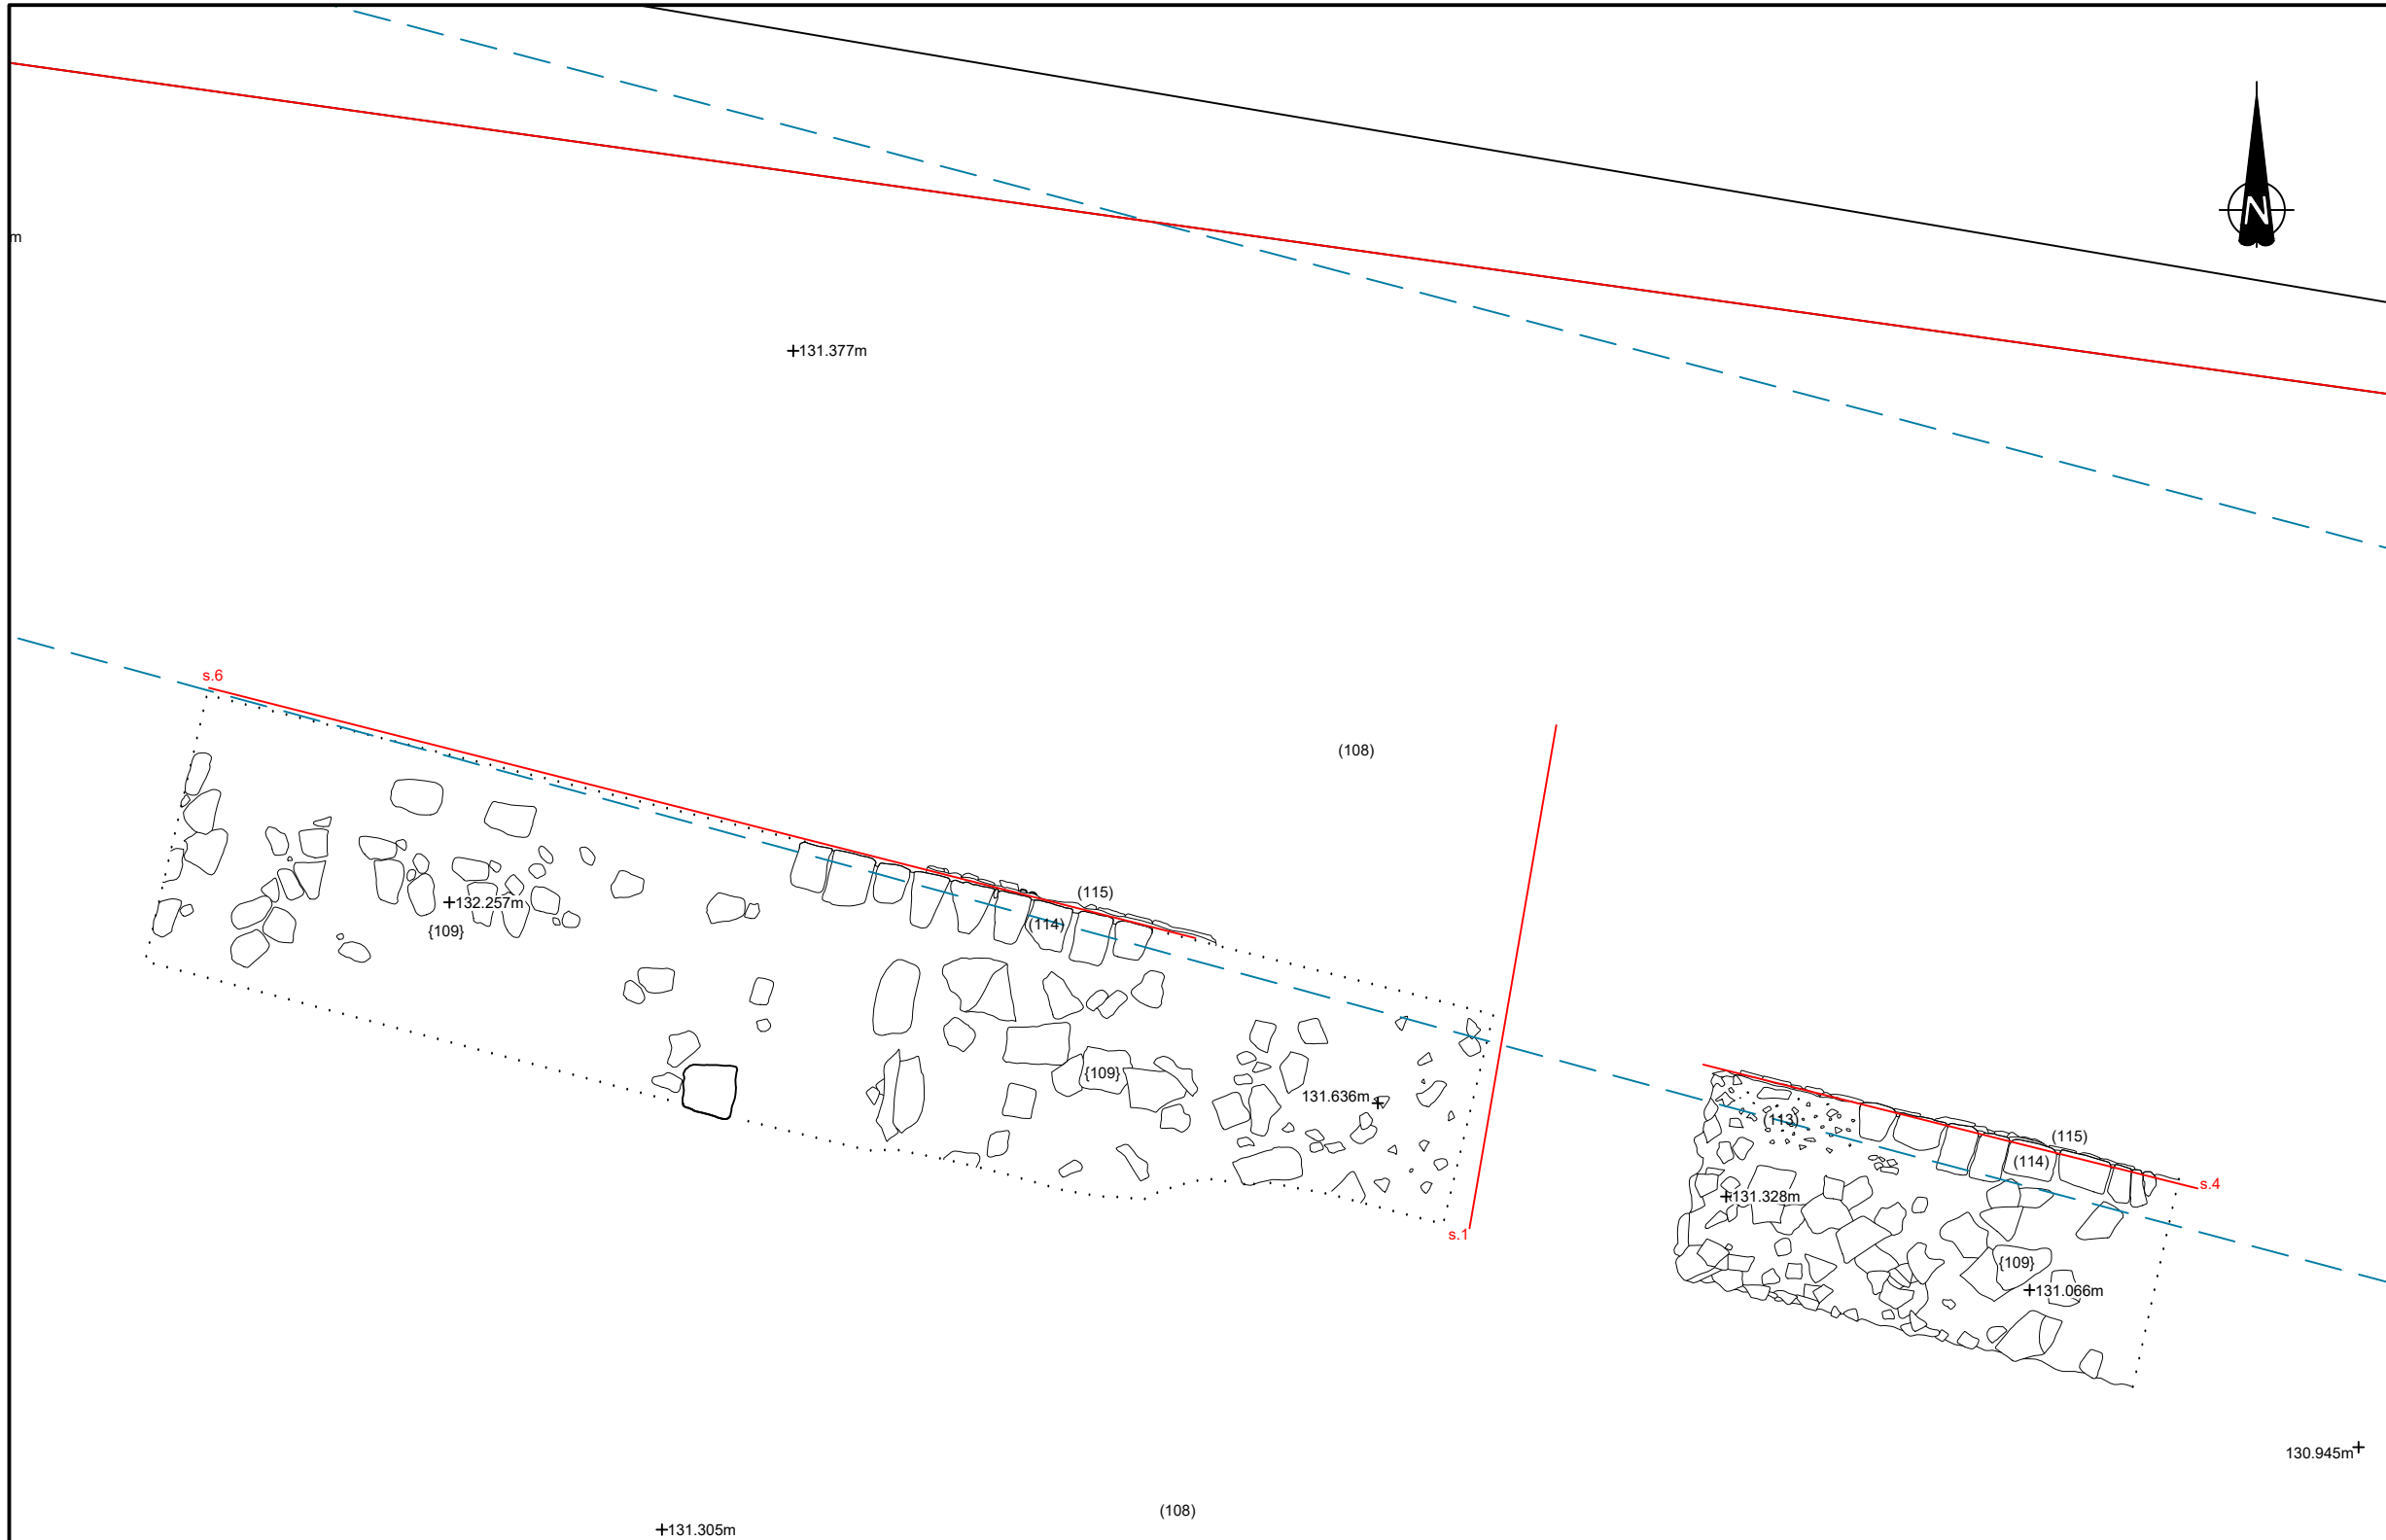 N
m
+131.377m
s.6
(108)
(115)
+132.257m
(114)
{109}
{109}
131.636m+
(113)
(115)
(114)
s.4
+131.328m
s.1
{109}
+131.066m
130.945m+
(108)
+131.305m